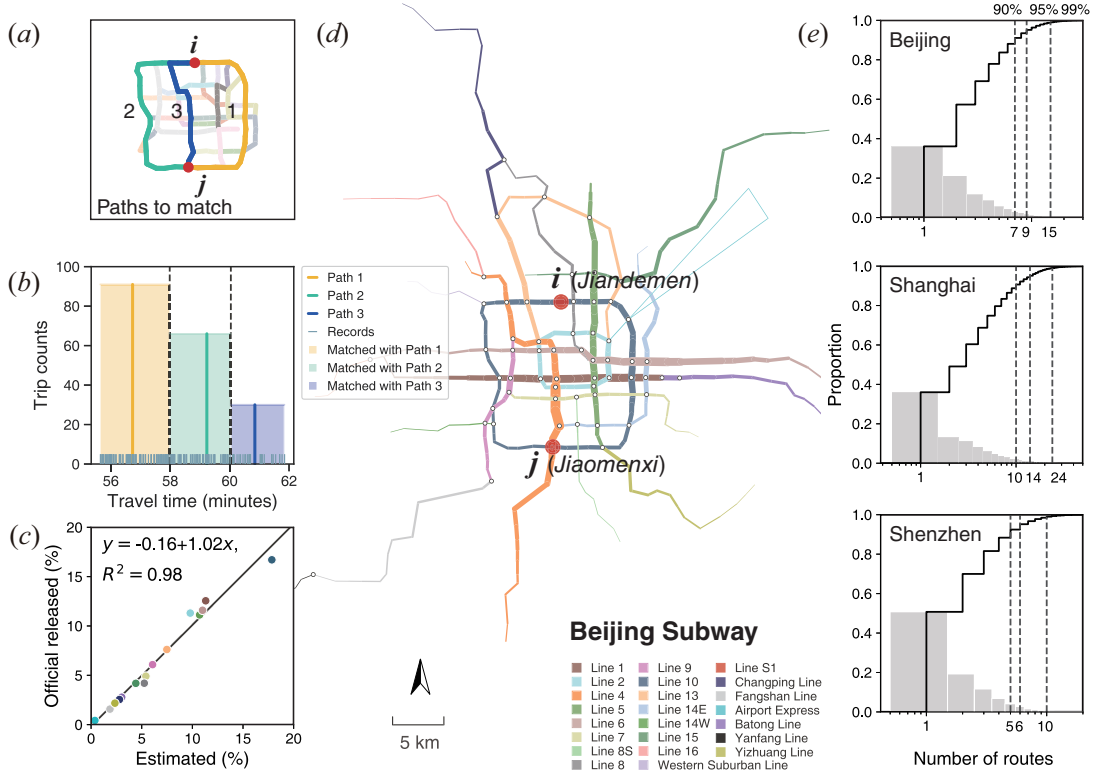 (a)
i
2
3
1
j
Paths to match
(b)
100
80
60
40
20
0
Trip counts
56
58
60
62
Travel time (minutes)
Path 1
Path 2
Path 3
Records
Matched with Path 1
Matched with Path 2
Matched with Path 3
(c)
20
15
10
5
0
Official released (%)
y = -0.16+1.02x,
R² = 0.98
0
5
10
15
20
Estimated (%)
(d)
i (Jiandemen)
j (Jiaomenxi)
5 km
Beijing Subway
Line 1
Line 2
Line 4
Line 5
Line 6
Line 7
Line 8S
Line 8
Line 9
Line 10
Line 13
Line 14E
Line 14W
Line 15
Line 16
Western Suburban Line
Line S1
Changping Line
Fangshan Line
Airport Express
Batong Line
Yanfang Line
Yizhuang Line
(e)
90% 95% 99%
Beijing
1.0
0.8
0.6
0.4
0.2
0.0
1
7 9
15
Shanghai
1.0
0.8
0.6
0.4
0.2
0.0
1
10 14
24
Proportion
Shenzhen
1.0
0.8
0.6
0.4
0.2
0.0
1
5 6
10
Number of routes